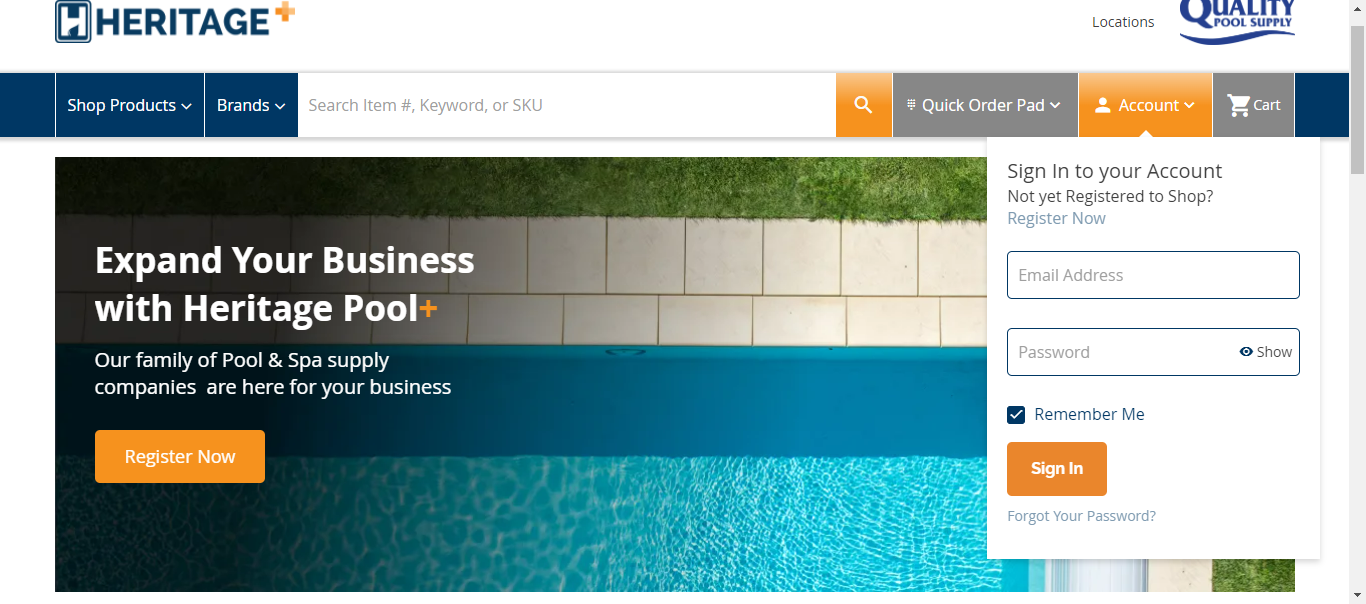 HERITAGE+
Locations
QUALITY
POOL SUPPLY
Shop Products
Brands
Search Item #, Keyword, or SKU
Quick Order Pad
Account
Cart
Expand Your Business
with Heritage Pool+
Our family of Pool & Spa supply
companies are here for your business
Register Now
Sign In to your Account
Not yet Registered to Shop?
Register Now
Email Address
Password
Show
Remember Me
Sign In
Forgot Your Password?